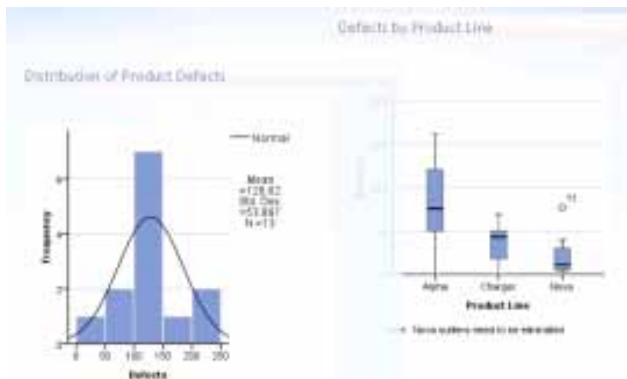 Defects by Product Line
Distribution of Product Defects
Normal
Mean
=128.62
Std. Dev.
N =13
Frequency
6
4
2
0
0 50 100 150 200 250
Defects
Alpha Charger Nova
Product Line
Nova outliers need to be eliminated